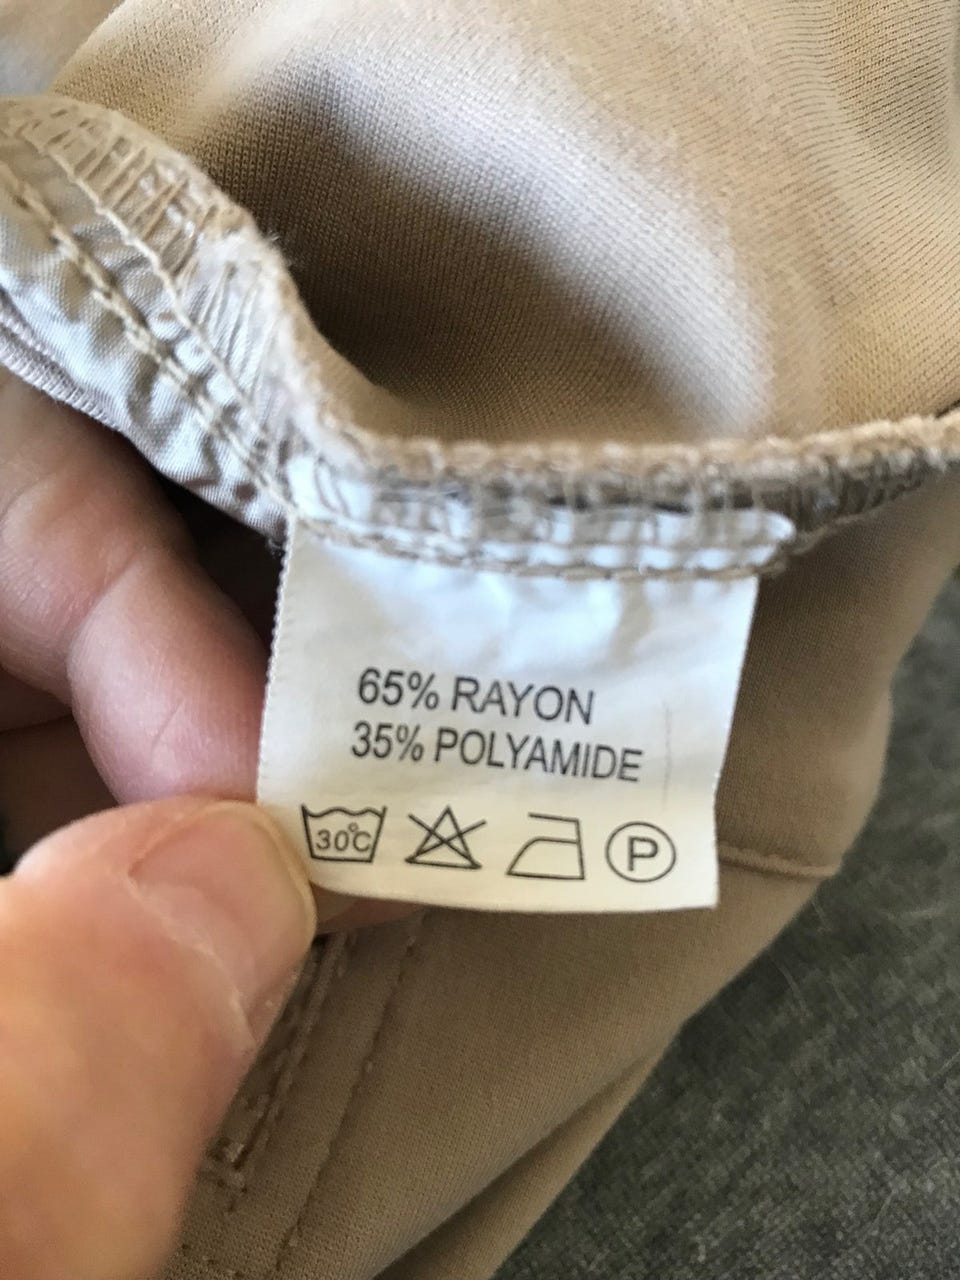 65% RAYON
35% POLYAMIDE
30°C P